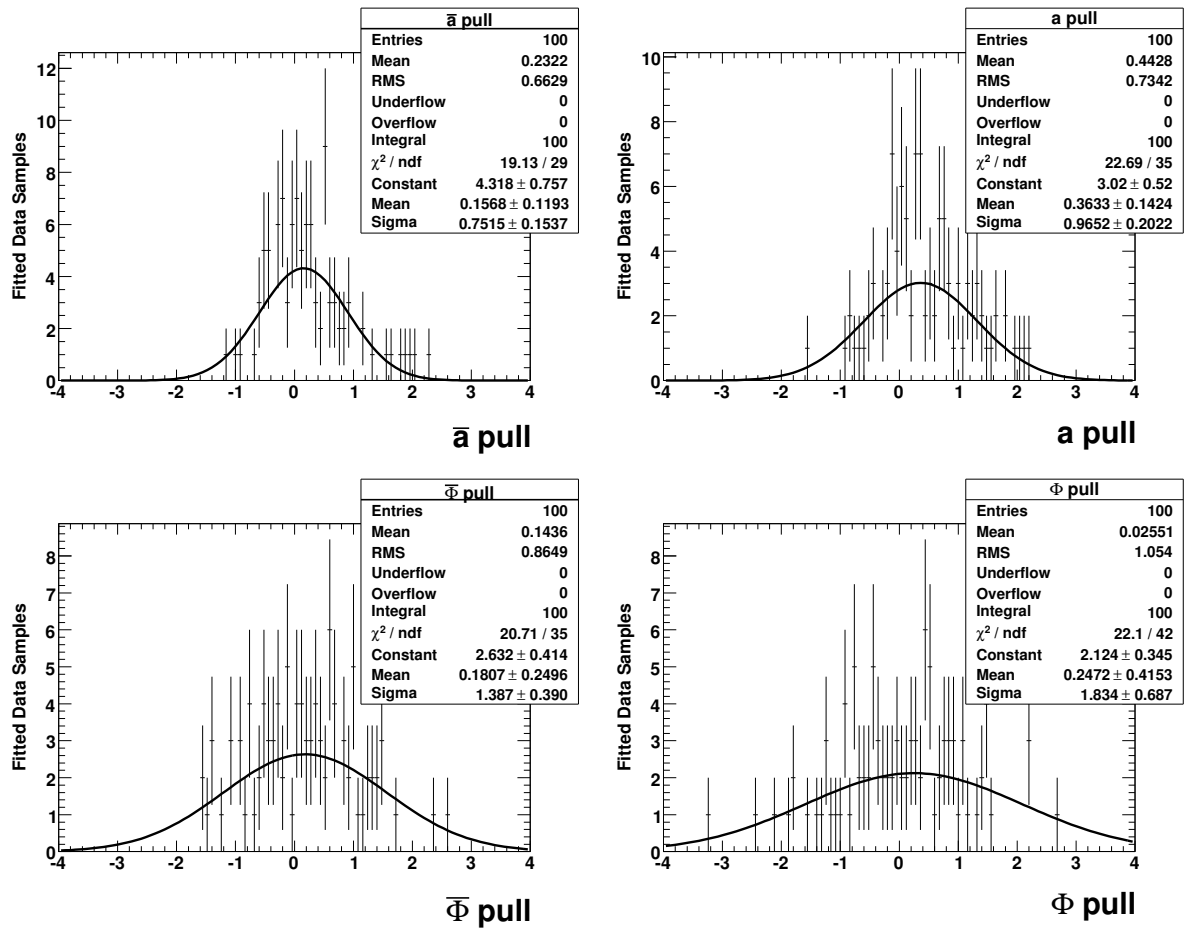 a̅ pull
Entries 100
Mean 0.2322
RMS 0.6629
Underflow 0
Overflow 0
Integral 100
χ² / ndf 19.13 / 29
Constant 4.318 ± 0.757
Mean 0.1568 ± 0.1193
Sigma 0.7515 ± 0.1537
Fitted Data Samples
12
10
8
6
4
2
0
-4 -3 -2 -1 0 1 2 3 4
a̅ pull
a pull
Entries 100
Mean 0.4428
RMS 0.7342
Underflow 0
Overflow 0
Integral 100
χ² / ndf 22.69 / 35
Constant 3.02 ± 0.52
Mean 0.3633 ± 0.1424
Sigma 0.9652 ± 0.2022
Fitted Data Samples
10
8
6
4
2
0
-4 -3 -2 -1 0 1 2 3 4
a pull
Φ̅ pull
Entries 100
Mean 0.1436
RMS 0.8649
Underflow 0
Overflow 0
Integral 100
χ² / ndf 20.71 / 35
Constant 2.632 ± 0.414
Mean 0.1807 ± 0.2496
Sigma 1.387 ± 0.390
Fitted Data Samples
8
7
6
5
4
3
2
1
0
-4 -3 -2 -1 0 1 2 3 4
Φ̅ pull
Φ pull
Entries 100
Mean 0.02551
RMS 1.054
Underflow 0
Overflow 0
Integral 100
χ² / ndf 22.1 / 42
Constant 2.124 ± 0.345
Mean 0.2472 ± 0.4153
Sigma 1.834 ± 0.687
Fitted Data Samples
8
7
6
5
4
3
2
1
0
-4 -3 -2 -1 0 1 2 3 4
Φ pull